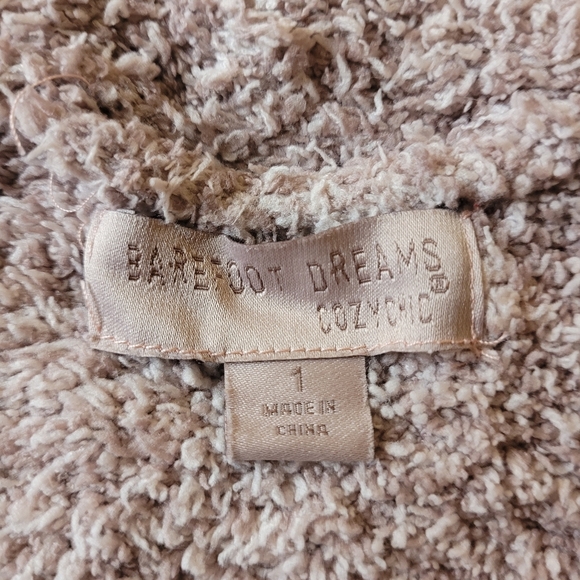 BAREFOOT DREAMS
COZYCHIC®
1
MADE IN
CHINA